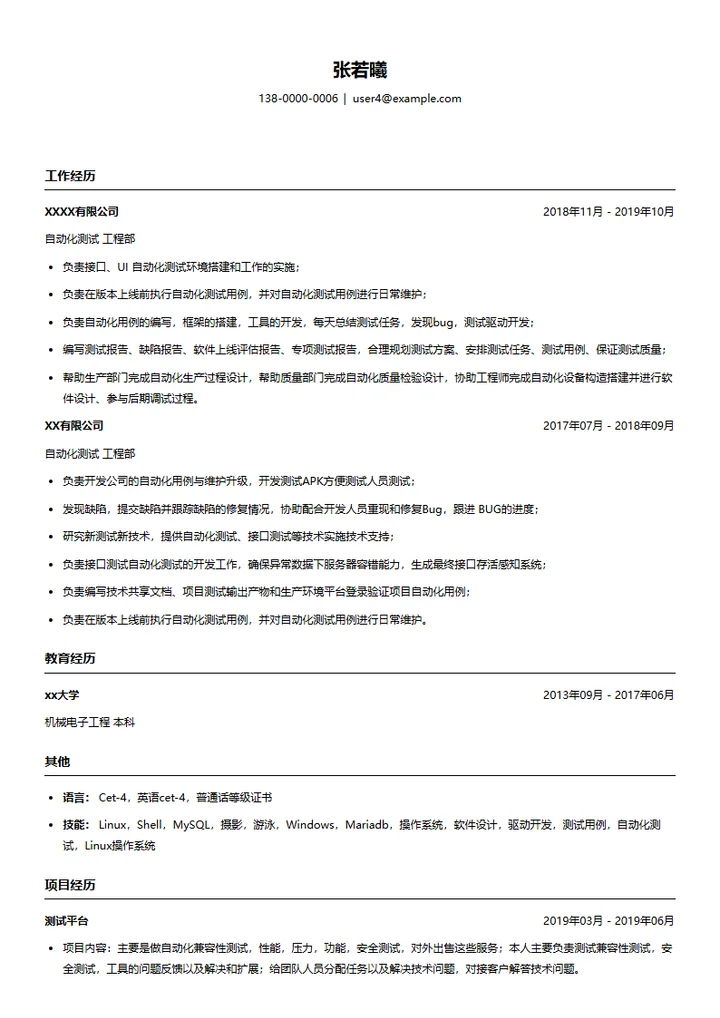 张若曦
138-0000-0006 | user4@example.com
工作经历
XXXX有限公司 2018年11月 - 2019年10月
自动化测试 工程部
• 负责接口、UI 自动化测试环境搭建和工作的实施；
• 负责在版本上线前执行自动化测试用例，并对自动化测试用例进行日常维护；
• 负责自动化用例的编写，框架的搭建，工具的开发，每天总结测试任务，发现bug，测试驱动开发；
• 编写测试报告、缺陷报告、软件上线评估报告、专项测试报告，合理规划测试方案、安排测试任务、测试用例、保证测试质量；
• 帮助生产部门完成自动化生产过程设计，帮助质量部门完成自动化质量检验设计，协助工程师完成自动化设备构造搭建并进行软
件设计、参与后期调试过程。
XX有限公司 2017年07月 - 2018年09月
自动化测试 工程部
• 负责开发公司的自动化用例与维护升级，开发测试APK方便测试人员测试；
• 发现缺陷，提交缺陷并跟踪缺陷的修复情况，协助配合开发人员重现和修复Bug，跟进 BUG的进度；
• 研究新测试新技术，提供自动化测试、接口测试等技术实施技术支持；
• 负责接口测试自动化测试的开发工作，确保异常数据下服务器容错能力，生成最终接口存活感知系统；
• 负责编写技术共享文档、项目测试输出产物和生产环境平台登录验证项目自动化用例；
• 负责在版本上线前执行自动化测试用例，并对自动化测试用例进行日常维护。
教育经历
xx大学 2013年09月 - 2017年06月
机械电子工程 本科
其他
• 语言： Cet-4，英语cet-4，普通话等级证书
• 技能： Linux，Shell，MySQL，摄影，游泳，Windows，Mariadb，操作系统，软件设计，驱动开发，测试用例，自动化测
试，Linux操作系统
项目经历
测试平台 2019年03月 - 2019年06月
• 项目内容：主要是做自动化兼容性测试，性能，压力，功能，安全测试，对外出售这些服务；本人主要负责测试兼容性测试，安
全测试，工具的问题反馈以及解决和扩展；给团队人员分配任务以及解决技术问题，对接客户解答技术问题。